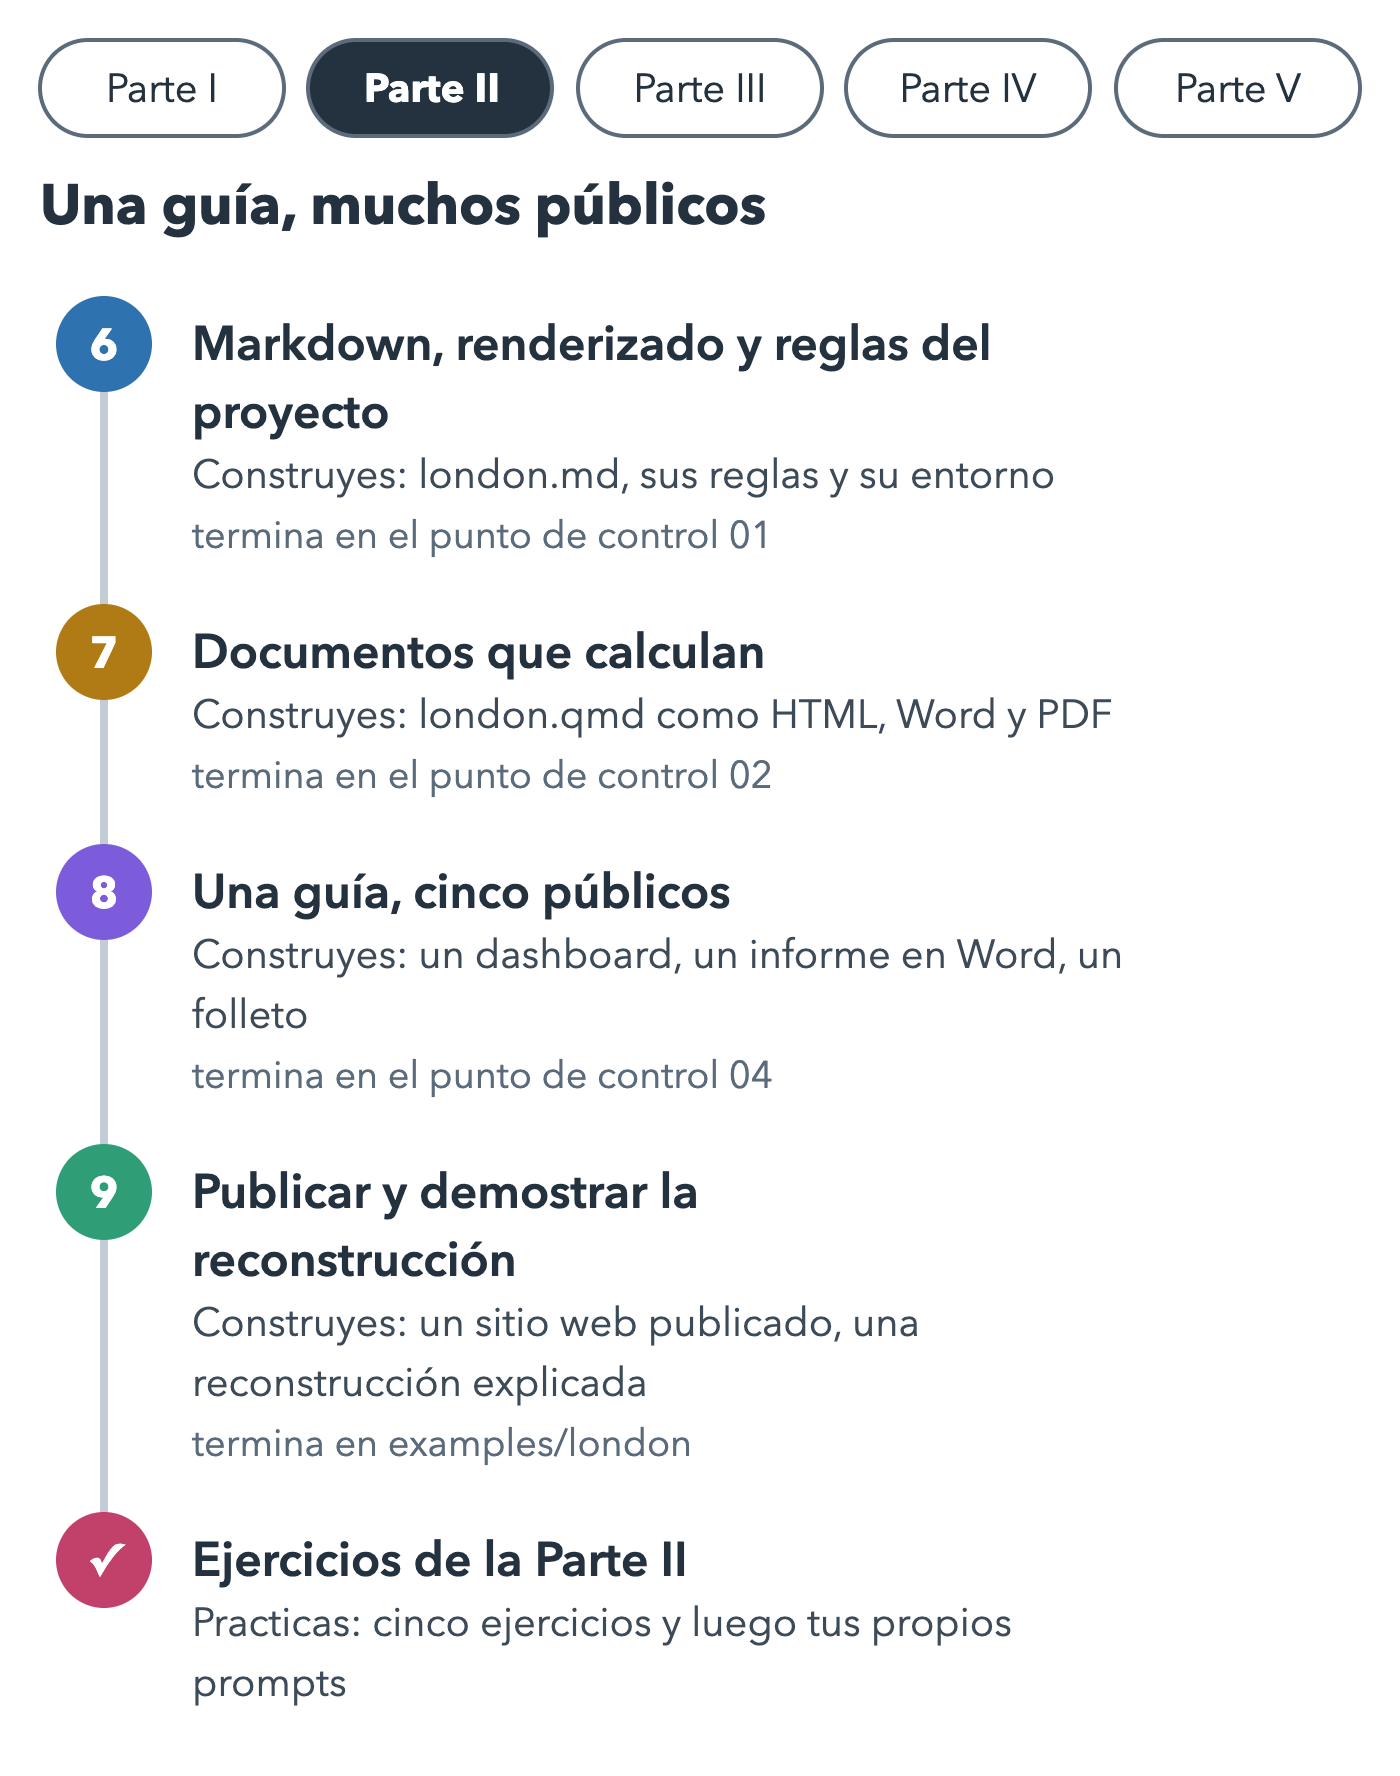 Parte I
Parte II
Parte III
Parte IV
Parte V
Una guía, muchos públicos
6
Markdown, renderizado y reglas del
proyecto
Construyes: london.md, sus reglas y su entorno
termina en el punto de control 01
7
Documentos que calculan
Construyes: london.qmd como HTML, Word y PDF
termina en el punto de control 02
8
Una guía, cinco públicos
Construyes: un dashboard, un informe en Word, un
folleto
termina en el punto de control 04
9
Publicar y demostrar la
reconstrucción
Construyes: un sitio web publicado, una
reconstrucción explicada
termina en examples/london
✓
Ejercicios de la Parte II
Practicas: cinco ejercicios y luego tus propios
prompts